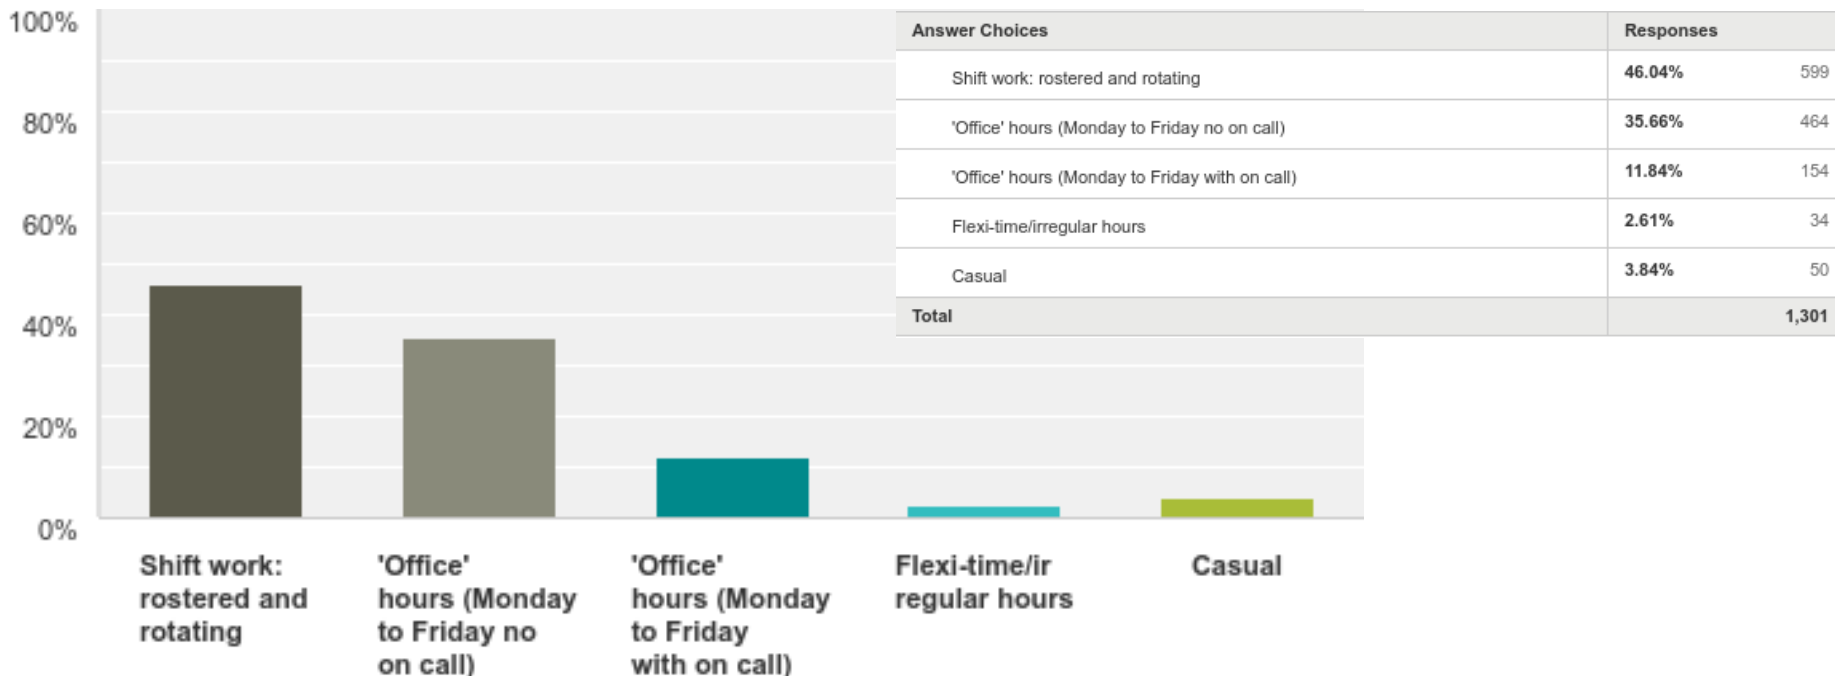 100%
80%
60%
40%
20%
0%
Shift work:
rostered and
rotating
'Office'
hours (Monday
to Friday no
on call)
'Office'
hours (Monday
to Friday
with on call)
Flexi-time/ir
regular hours
Casual
Answer Choices Responses
Shift work: rostered and rotating 46.04% 599
'Office' hours (Monday to Friday no on call) 35.66% 464
'Office' hours (Monday to Friday with on call) 11.84% 154
Flexi-time/irregular hours 2.61% 34
Casual 3.84% 50
Total 1,301